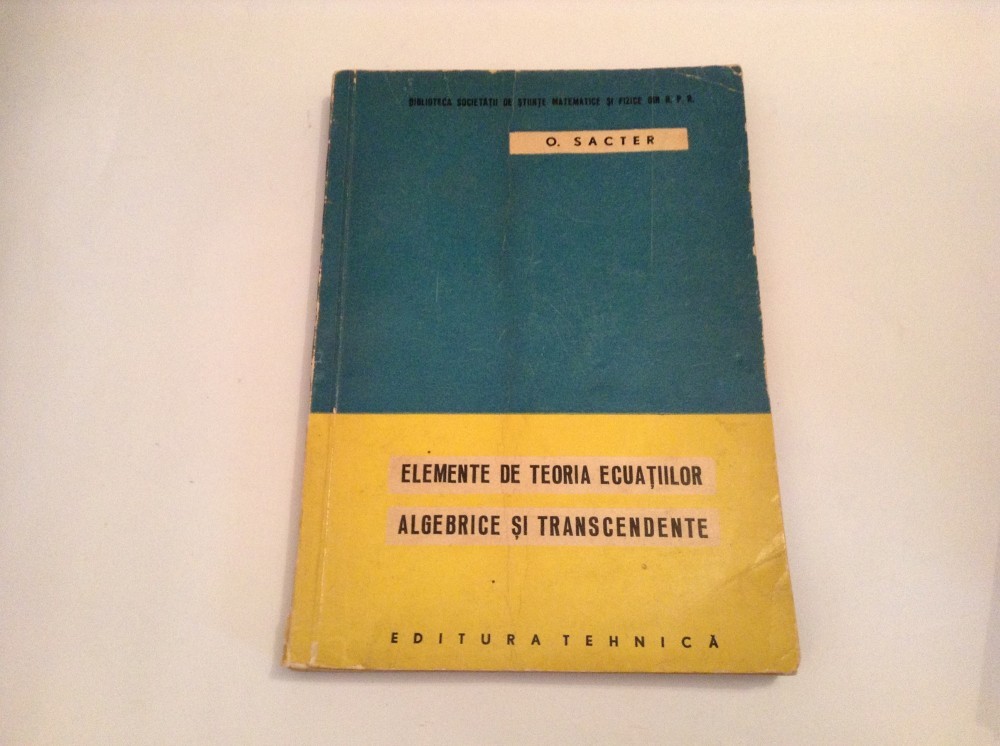 BIBLIOTECA SOCIETĂȚII DE ȘTIINȚE MATEMATICE ȘI FIZICE DIN R. P. R.
O. SACTER
ELEMENTE DE TEORIA ECUAȚIILOR
ALGEBRICE ȘI TRANSCENDENTE
EDITURA TEHNICĂ